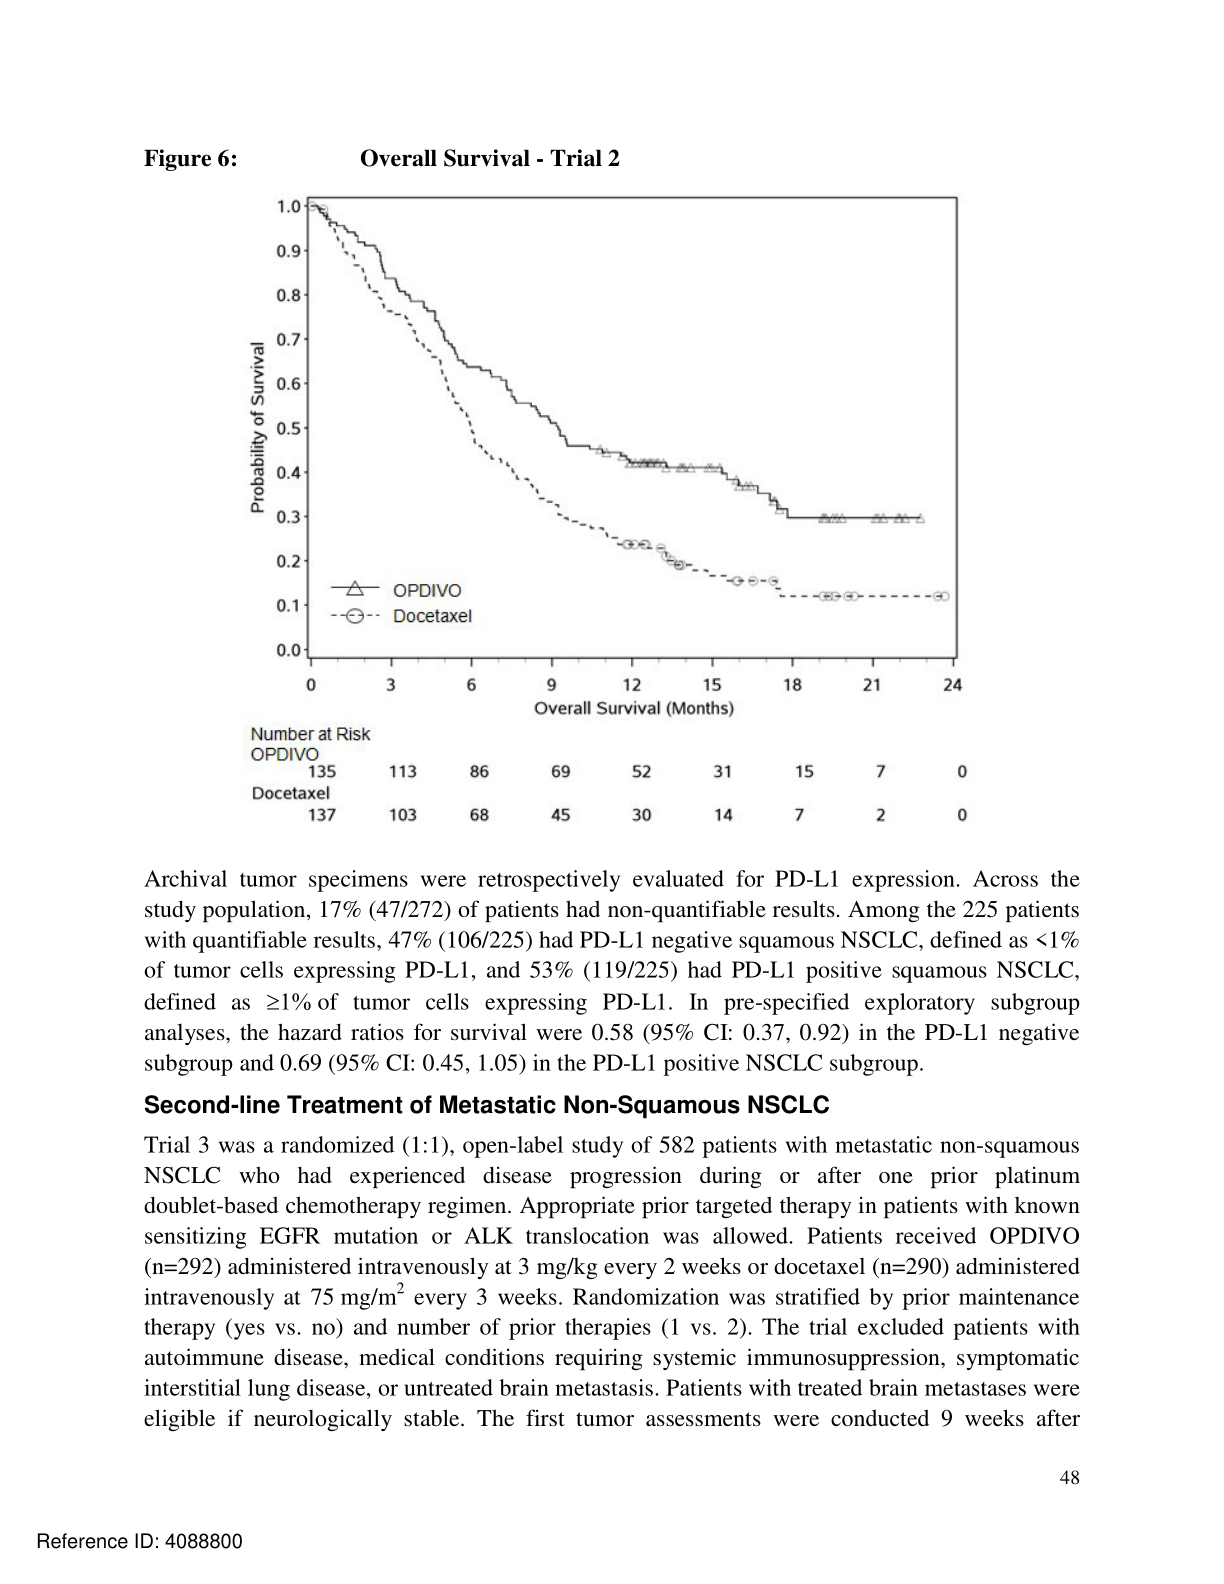 Figure 6: Overall Survival - Trial 2
1.0
0.9
0.8
0.7
0.6
0.5
0.4
0.3
0.2
0.1
0.0
Probability of Survival
OPDIVO
Docetaxel
0 3 6 9 12 15 18 21 24
Overall Survival (Months)
Number at Risk
OPDIVO
135 113 86 69 52 31 15 7 0
Docetaxel
137 103 68 45 30 14 7 2 0
Archival tumor specimens were retrospectively evaluated for PD-L1 expression. Across the
study population, 17% (47/272) of patients had non-quantifiable results. Among the 225 patients
with quantifiable results, 47% (106/225) had PD-L1 negative squamous NSCLC, defined as <1%
of tumor cells expressing PD-L1, and 53% (119/225) had PD-L1 positive squamous NSCLC,
defined as ≥1% of tumor cells expressing PD-L1. In pre-specified exploratory subgroup
analyses, the hazard ratios for survival were 0.58 (95% CI: 0.37, 0.92) in the PD-L1 negative
subgroup and 0.69 (95% CI: 0.45, 1.05) in the PD-L1 positive NSCLC subgroup.
Second-line Treatment of Metastatic Non-Squamous NSCLC
Trial 3 was a randomized (1:1), open-label study of 582 patients with metastatic non-squamous
NSCLC who had experienced disease progression during or after one prior platinum
doublet-based chemotherapy regimen. Appropriate prior targeted therapy in patients with known
sensitizing EGFR mutation or ALK translocation was allowed. Patients received OPDIVO
(n=292) administered intravenously at 3 mg/kg every 2 weeks or docetaxel (n=290) administered
intravenously at 75 mg/m² every 3 weeks. Randomization was stratified by prior maintenance
therapy (yes vs. no) and number of prior therapies (1 vs. 2). The trial excluded patients with
autoimmune disease, medical conditions requiring systemic immunosuppression, symptomatic
interstitial lung disease, or untreated brain metastasis. Patients with treated brain metastases were
eligible if neurologically stable. The first tumor assessments were conducted 9 weeks after
48
Reference ID: 4088800